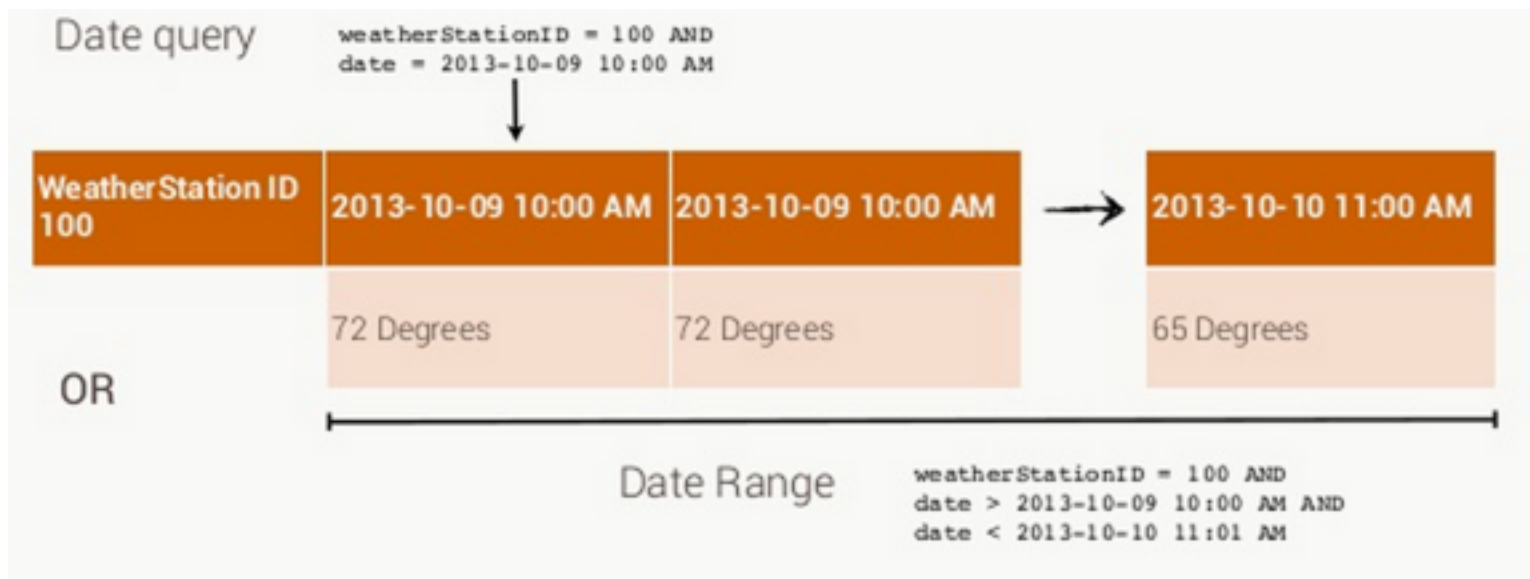 Date query
weatherStationID = 100 AND
date = 2013-10-09 10:00 AM
WeatherStation ID
100
2013-10-09 10:00 AM
2013-10-09 10:00 AM
2013-10-10 11:00 AM
72 Degrees
72 Degrees
65 Degrees
OR
Date Range
weatherStationID = 100 AND
date > 2013-10-09 10:00 AM AND
date < 2013-10-10 11:01 AM